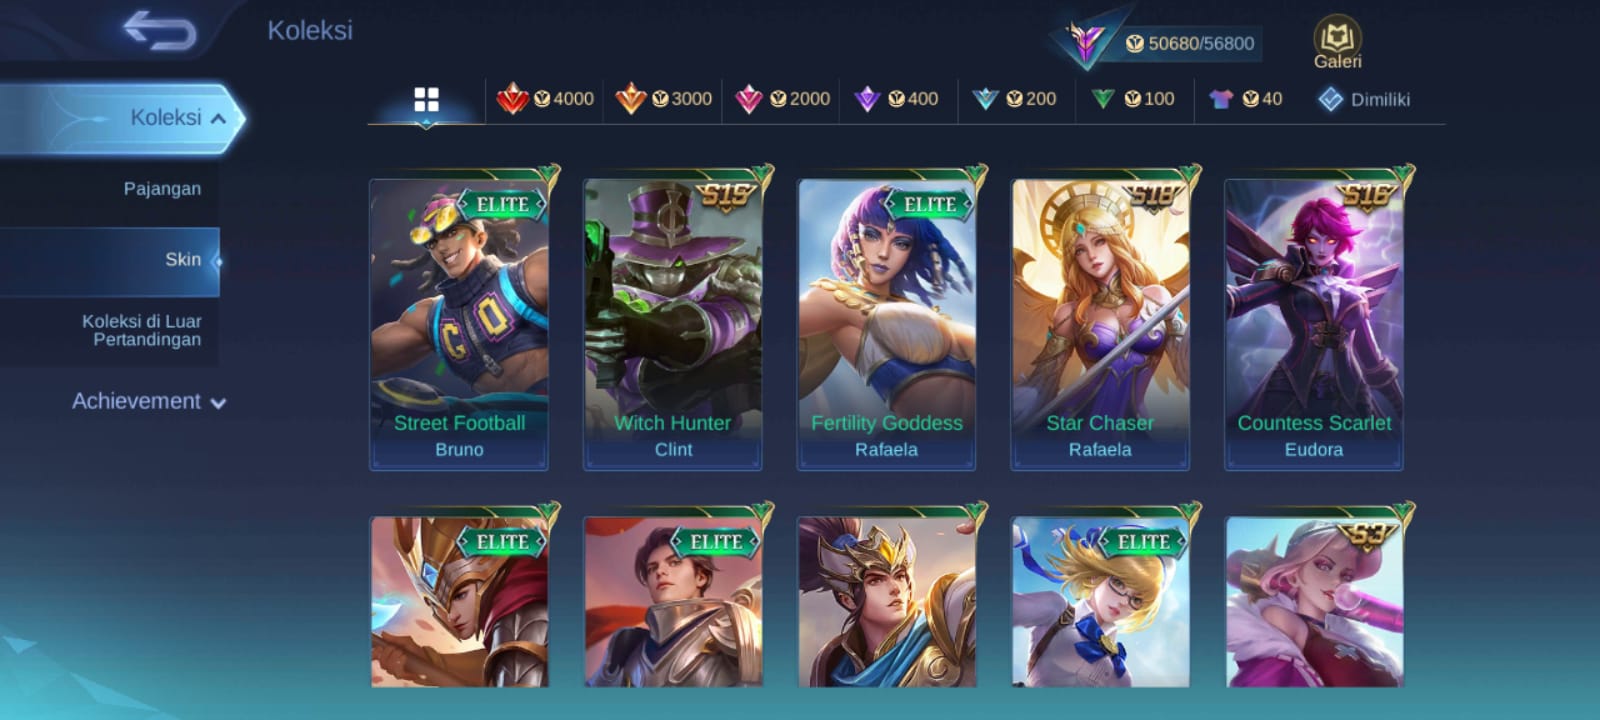 Koleksi
50680/56800
Galeri
4000
3000
2000
400
200
100
40
Dimiliki
Koleksi
Pajangan
Skin
Koleksi di Luar
Pertandingan
Achievement
ELITE
Street Football
Bruno
S15
Witch Hunter
Clint
ELITE
Fertility Goddess
Rafaela
S18
Star Chaser
Rafaela
S16
Countess Scarlet
Eudora
GO
ELITE
ELITE
ELITE
S3